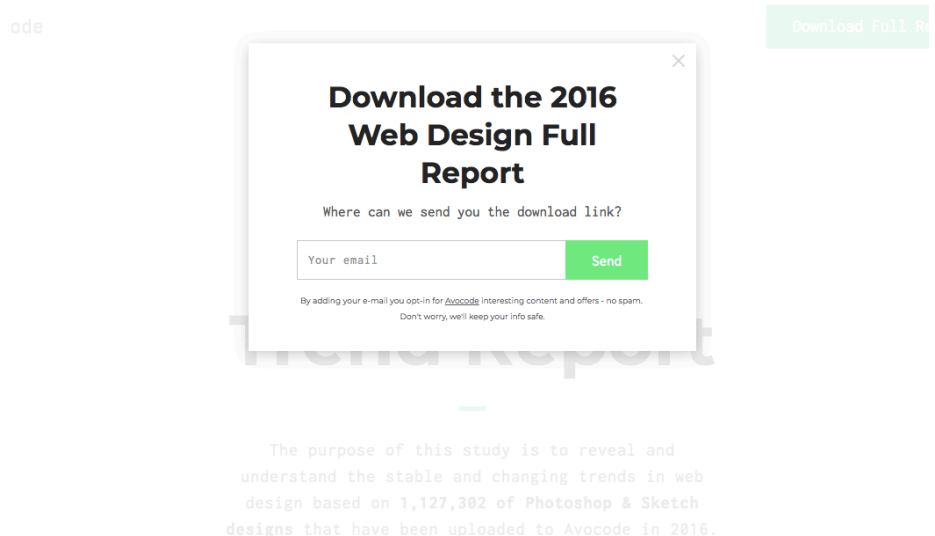 code
Download Full Re
Download the 2016
Web Design Full
Report
Where can we send you the download link?
Your email
Send
By adding your e-mail you opt-in for Avocode interesting content and offers - no spam.
Don't worry, we'll keep your info safe.
Trend Report
The purpose of this study is to reveal and
understand the stable and changing trends in web
design based on 1,127,302 of Photoshop & Sketch
designs that have been uploaded to Avocode in 2016.